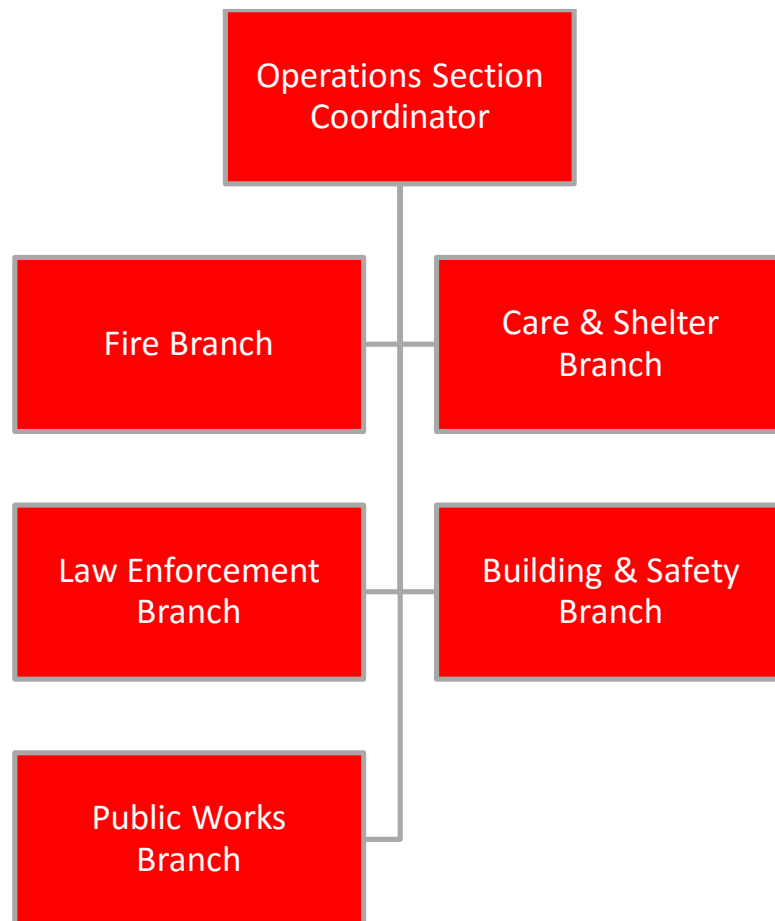 Operations Section
Coordinator
Fire Branch
Care & Shelter
Branch
Law Enforcement
Branch
Building & Safety
Branch
Public Works
Branch